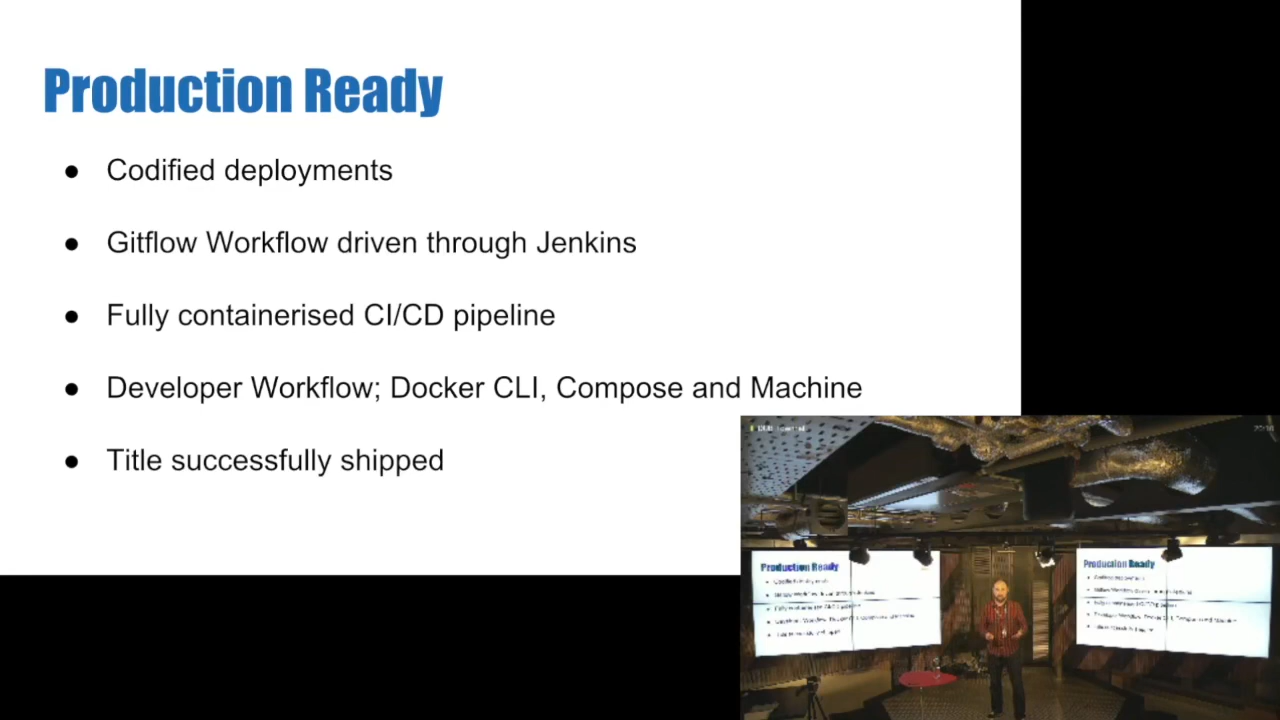 Production Ready
● Codified deployments
● Gitflow Workflow driven through Jenkins
● Fully containerised CI/CD pipeline
● Developer Workflow; Docker CLI, Compose and Machine
● Title successfully shipped
Production Ready
Production Ready